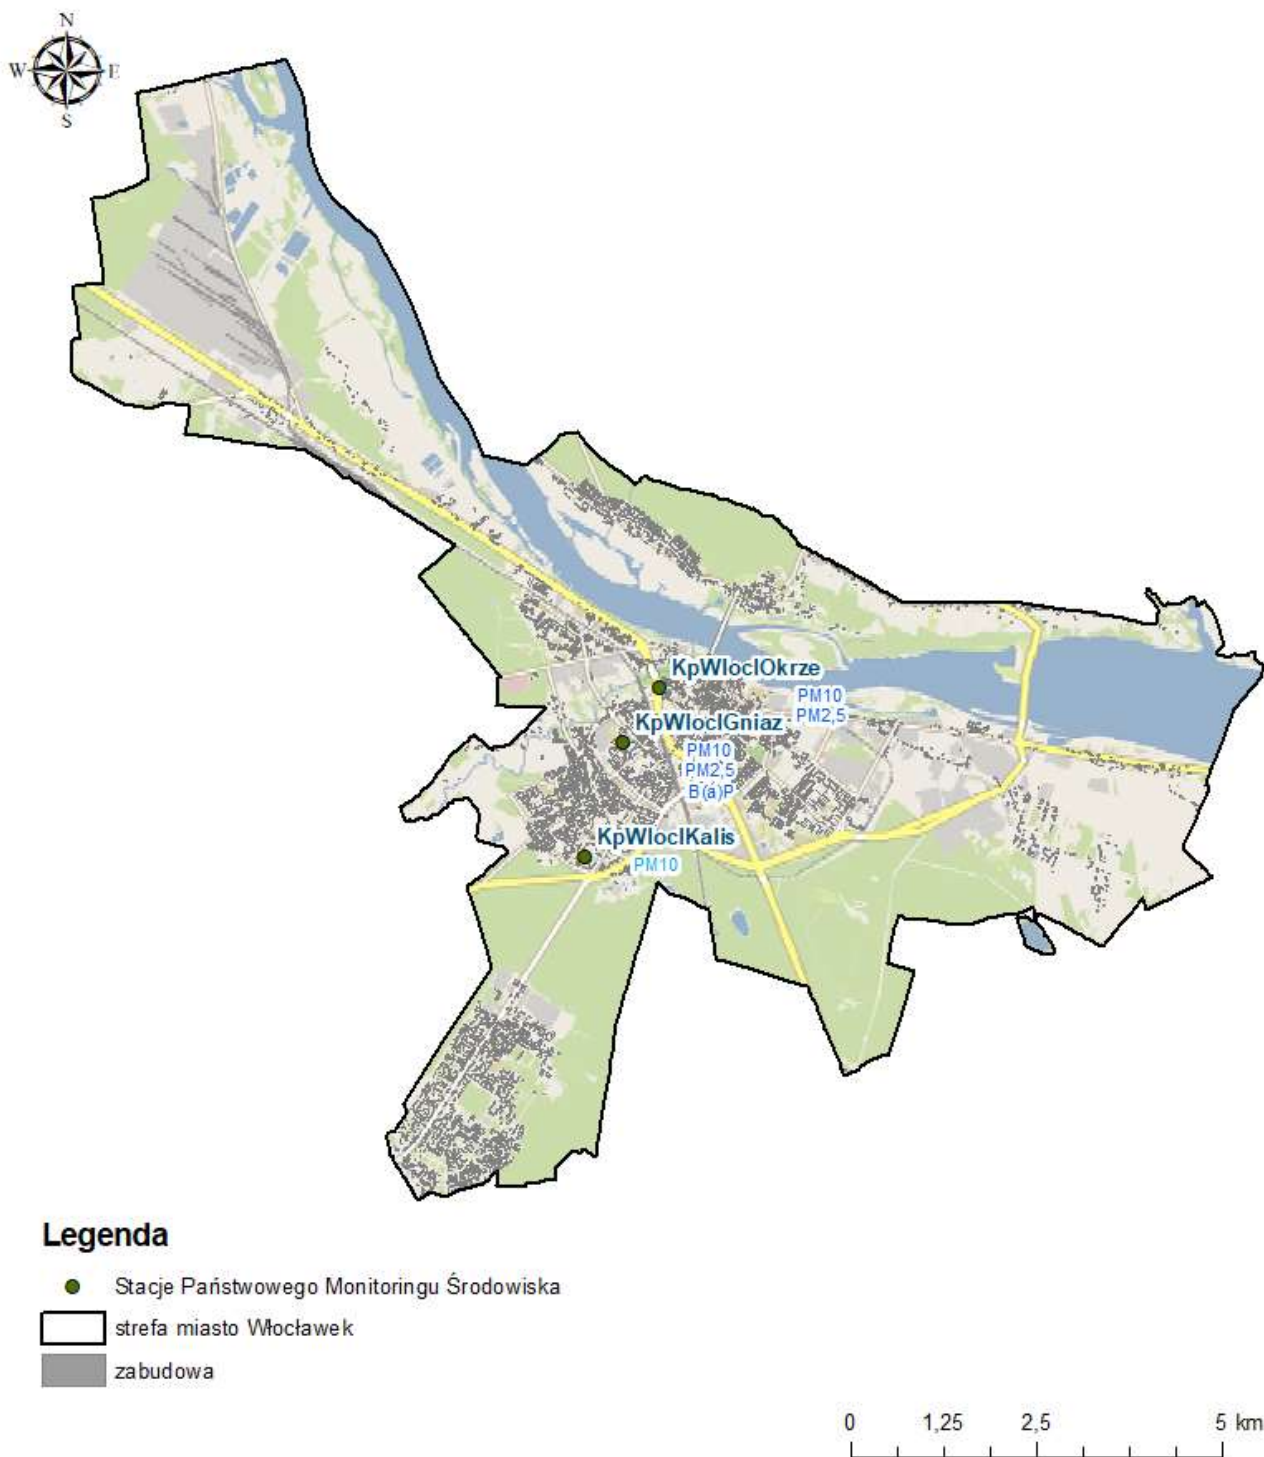 N
W E
S
KpWloclOkrze
PM10
PM2,5
KpWloclGniaz
PM10
PM2,5
B(a)P
KpWloclKalis
PM10
Legenda
Stacje Państwowego Monitoringu Środowiska
strefa miasto Włocławek
zabudowa
0 1,25 2,5 5 km